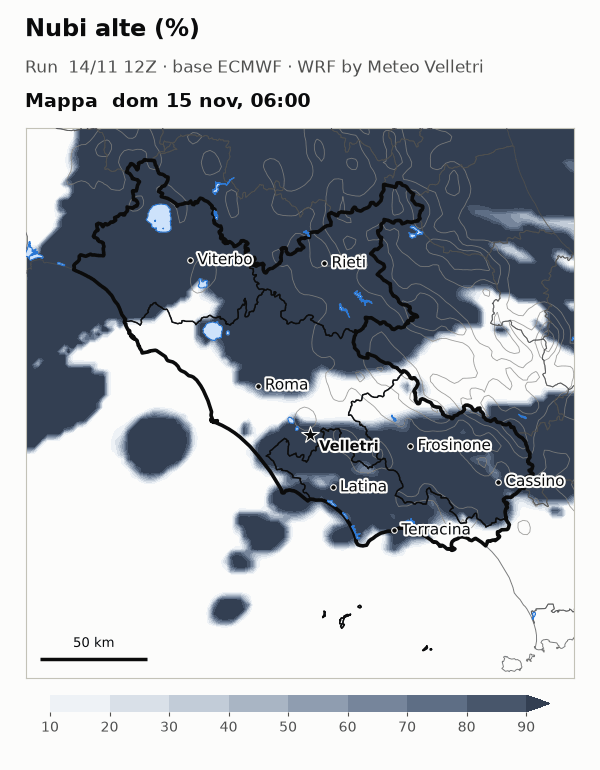 Nubi alte (%)
Run  14/11 12Z · base ECMWF · WRF by Meteo Velletri
Mappa  dom 15 nov, 06:00
Viterbo
Rieti
Roma
Velletri
Frosinone
Cassino
Latina
Terracina
50 km
10 20 30 40 50 60 70 80 90